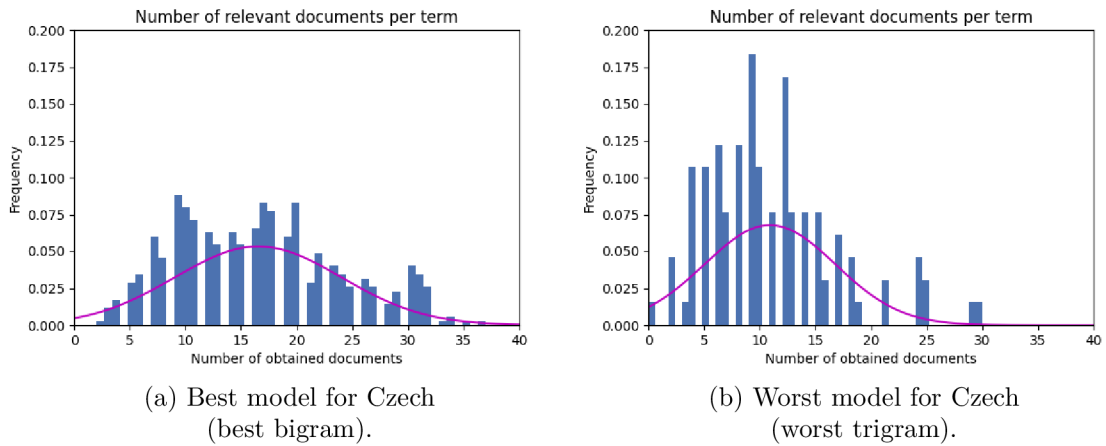 Number of relevant documents per term
0.200
0.175
0.150
0.125
0.100
0.075
0.050
0.025
0.000
Frequency
0 5 10 15 20 25 30 35 40
Number of obtained documents
(a) Best model for Czech
(best bigram).
Number of relevant documents per term
0.200
0.175
0.150
0.125
0.100
0.075
0.050
0.025
0.000
Frequency
0 5 10 15 20 25 30 35 40
Number of obtained documents
(b) Worst model for Czech
(worst trigram).